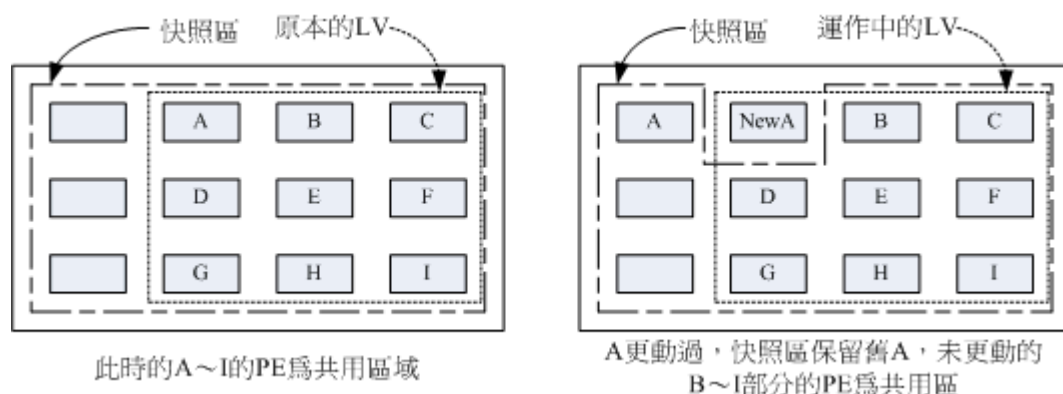 快照區 原本的LV
A B C
D E F
G H I
此時的A～I的PE爲共用區域
快照區 運作中的LV
A NewA B C
D E F
G H I
A更動過，快照區保留舊A，未更動的
B～I部分的PE爲共用區